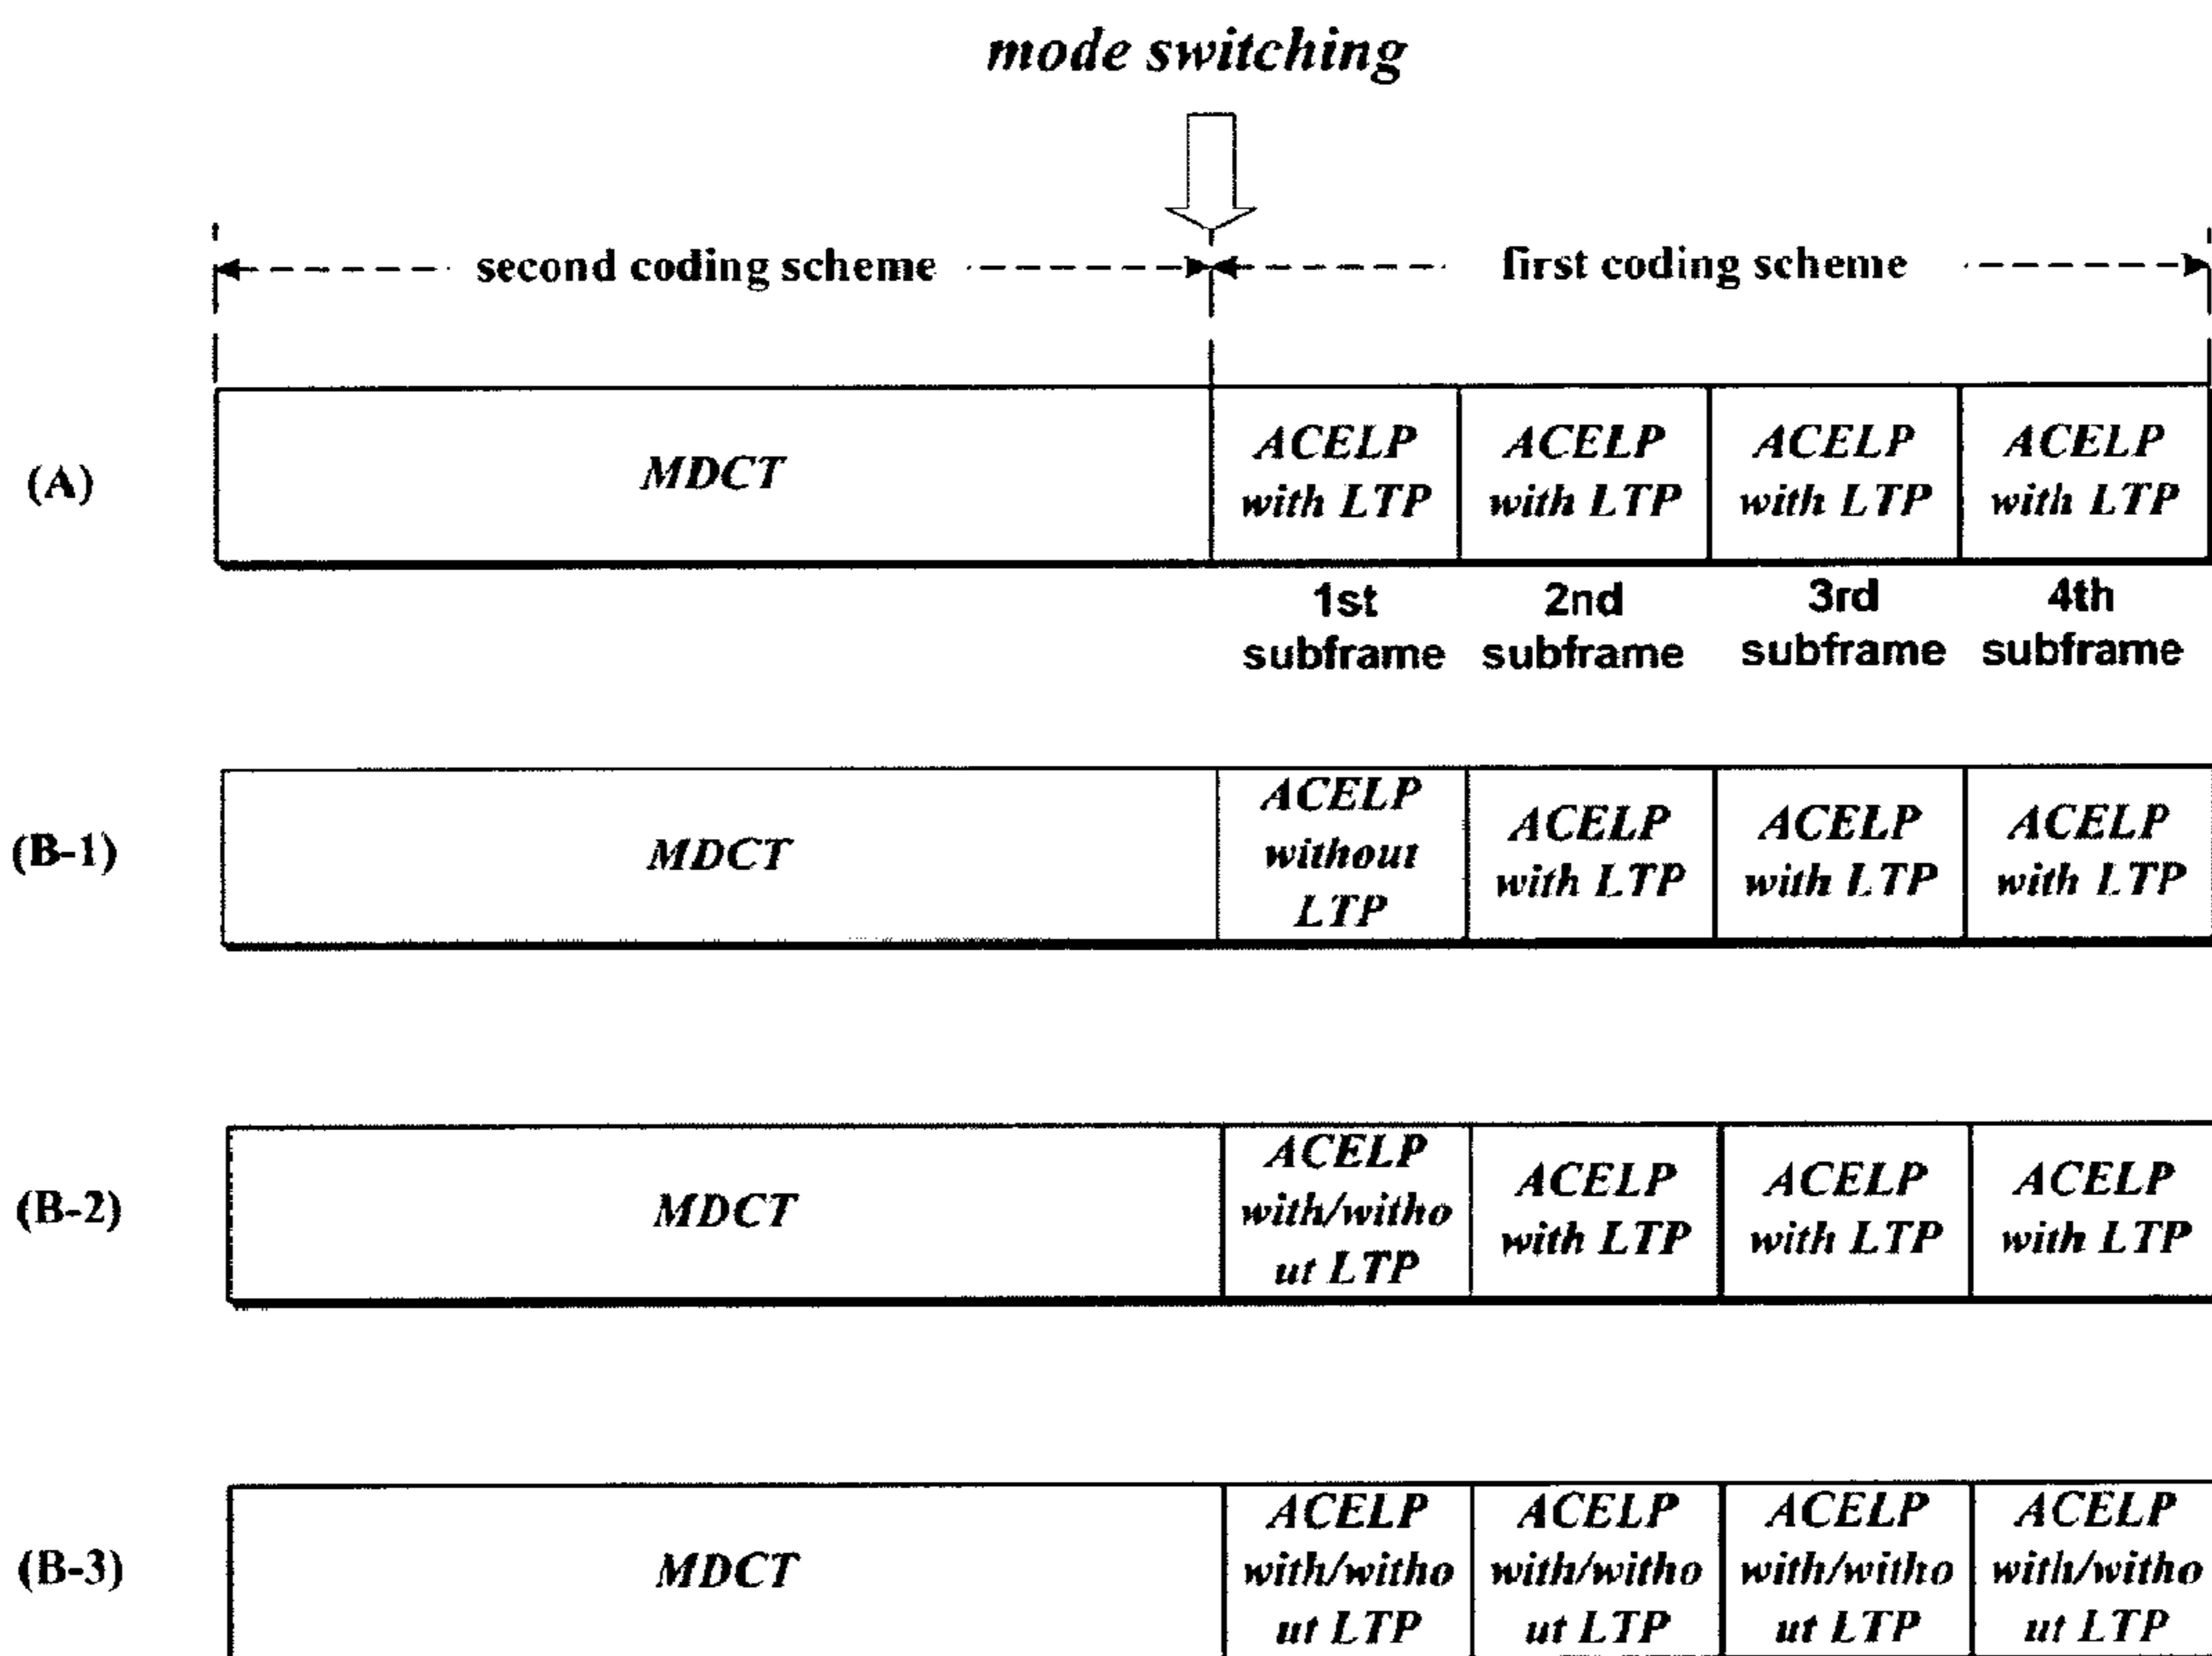 mode switching
second coding scheme
first coding scheme
(A)
MDCT
ACELP
with LTP
ACELP
with LTP
ACELP
with LTP
ACELP
with LTP
1st
subframe
2nd
subframe
3rd
subframe
4th
subframe
(B-1)
MDCT
ACELP
without
LTP
ACELP
with LTP
ACELP
with LTP
ACELP
with LTP
(B-2)
MDCT
ACELP
with/witho
ut LTP
ACELP
with LTP
ACELP
with LTP
ACELP
with LTP
(B-3)
MDCT
ACELP
with/witho
ut LTP
ACELP
with/witho
ut LTP
ACELP
with/witho
ut LTP
ACELP
with/witho
ut LTP